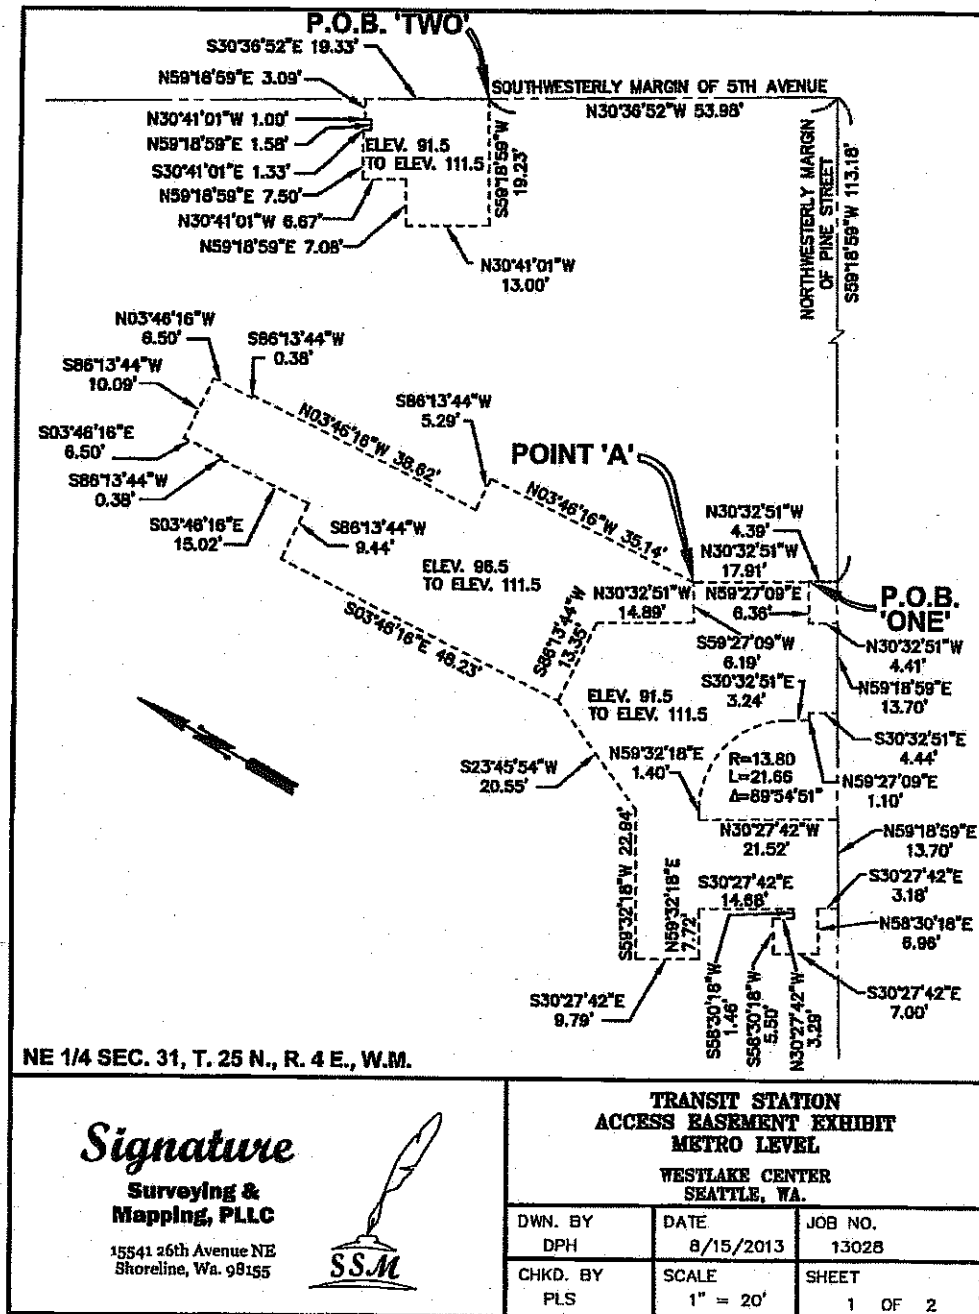 P.O.B. 'TWO'
S30°36'52"E 19.33'
N59°18'59"E 3.09'
SOUTHWESTERLY MARGIN OF 5TH AVENUE
N30°36'52"W 53.98'
N30°41'01"W 1.00'
N59°18'59"E 1.58'
S30°41'01"E 1.33'
N59°18'59"E 7.50'
N30°41'01"W 6.67'
N59°18'59"E 7.08'
ELEV. 91.5
TO ELEV. 111.5
S59°18'59"W
19.23'
N30°41'01"W
13.00'
NORTHWESTERLY MARGIN
OF PINE STREET
S59°18'59"W 113.18'
N03°46'16"W
6.50'
S86°13'44"W
0.38'
S86°13'44"W
10.09'
S03°46'16"E
6.50'
S86°13'44"W
0.38'
S03°46'16"E
15.02'
S86°13'44"W
9.44'
N03°46'16"W 38.62'
S86°13'44"W
5.29'
POINT 'A'
N03°46'16"W 35.14'
N30°32'51"W
4.39'
N30°32'51"W
17.91'
P.O.B.
'ONE'
ELEV. 96.5
TO ELEV. 111.5
S03°46'16"E 48.23'
S86°13'44"W
13.35'
N30°32'51"W
14.89'
N59°27'09"E
6.36'
S59°27'09"W
6.19'
N30°32'51"W
4.41'
N59°18'59"E
13.70'
S30°32'51"E
3.24'
ELEV. 91.5
TO ELEV. 111.5
S30°32'51"E
4.44'
N59°27'09"E
1.10'
N59°32'18"E
1.40'
R=13.80
L=21.66
Δ=89°54'51"
S23°45'54"W
20.55'
N30°27'42"W
21.52'
N59°18'59"E
13.70'
S30°27'42"E
3.18'
N58°30'18"E
6.96'
S30°27'42"E
7.00'
S59°32'18"W 22.94'
N59°32'18"E
7.72'
S30°27'42"E
14.68'
S58°30'18"W
1.46'
S58°30'18"W
5.50'
N30°27'42"W
3.29'
S30°27'42"E
9.79'
NE 1/4 SEC. 31, T. 25 N., R. 4 E., W.M.
Signature
Surveying &
Mapping, PLLC
15541 26th Avenue NE
Shoreline, Wa. 98155
SSM
TRANSIT STATION
ACCESS EASEMENT EXHIBIT
METRO LEVEL
WESTLAKE CENTER
SEATTLE, WA.
DWN. BY
DPH
DATE
8/15/2013
JOB NO.
13028
CHKD. BY
PLS
SCALE
1" = 20'
SHEET
1 OF 2